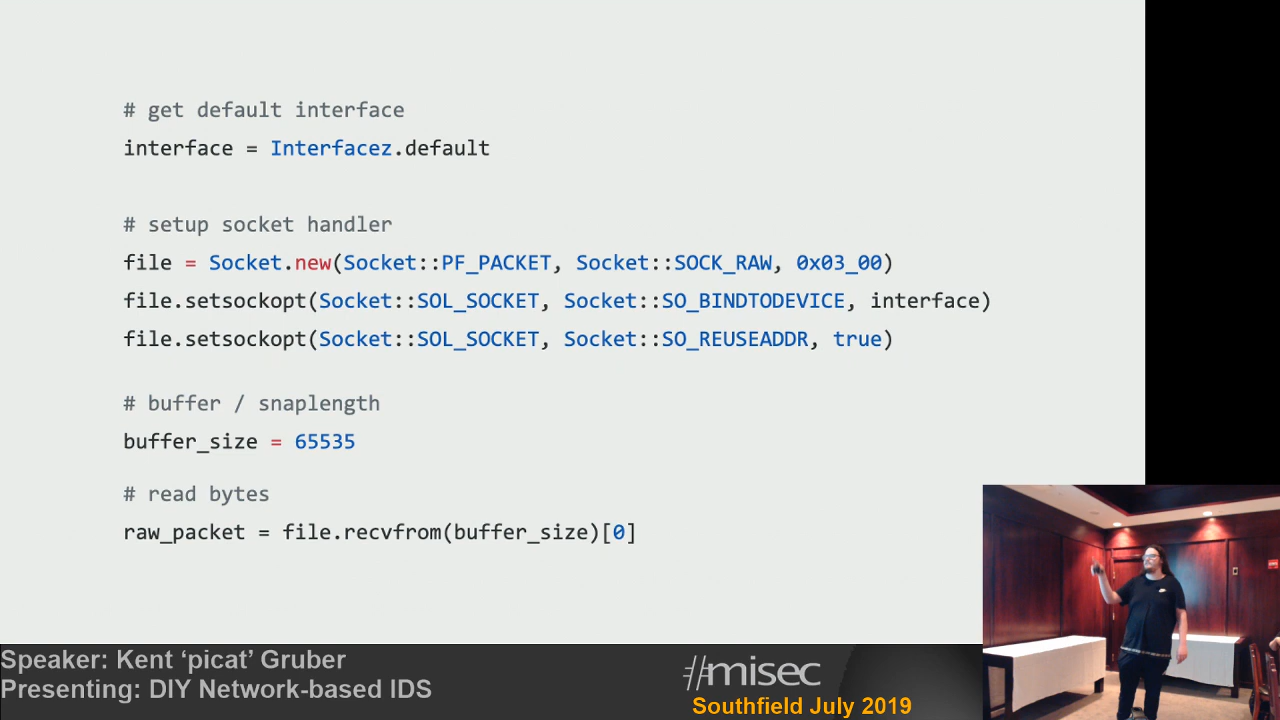 # get default interface
interface = Interfacez.default
# setup socket handler
file = Socket.new(Socket::PF_PACKET, Socket::SOCK_RAW, 0x03_00)
file.setsockopt(Socket::SOL_SOCKET, Socket::SO_BINDTODEVICE, interface)
file.setsockopt(Socket::SOL_SOCKET, Socket::SO_REUSEADDR, true)
# buffer / snaplength
buffer_size = 65535
# read bytes
raw_packet = file.recvfrom(buffer_size)[0]
Speaker: Kent ‘picat’ Gruber
Presenting: DIY Network-based IDS
#misec
Southfield July 2019